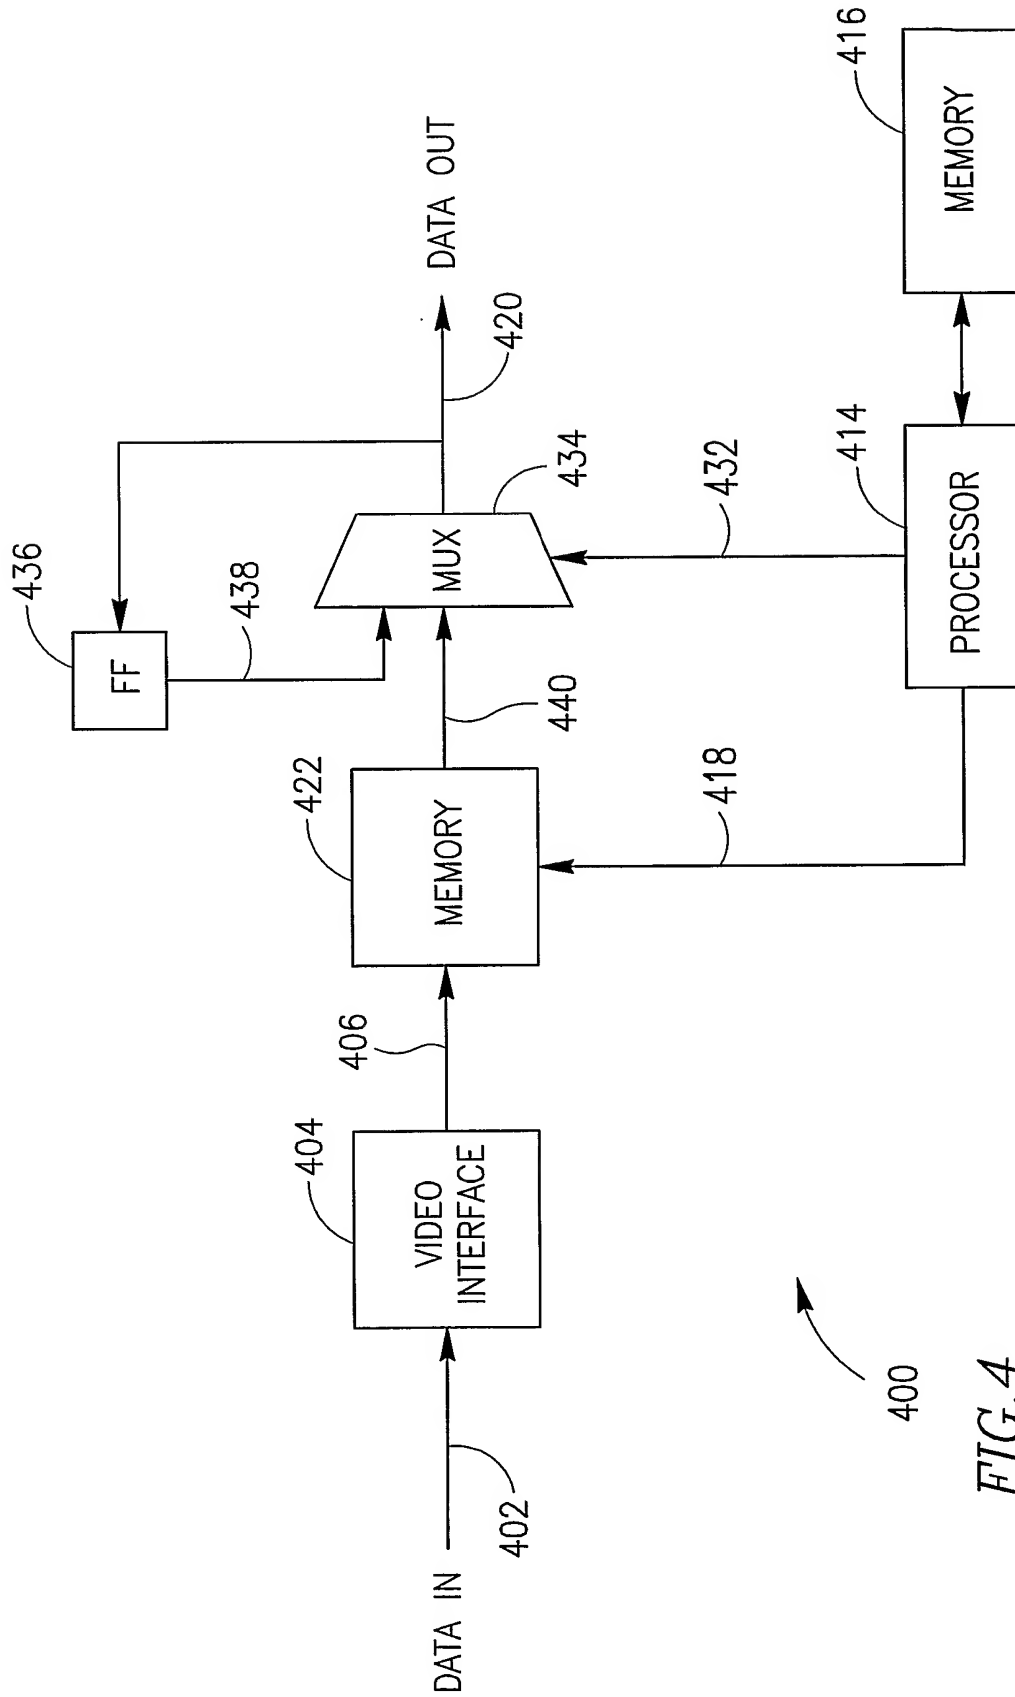 436
FF
438
DATA OUT
420
434
MUX
440
422
MEMORY
406
404
VIDEO
INTERFACE
DATA IN
402
432
418
416
MEMORY
414
PROCESSOR
400
FIG.4